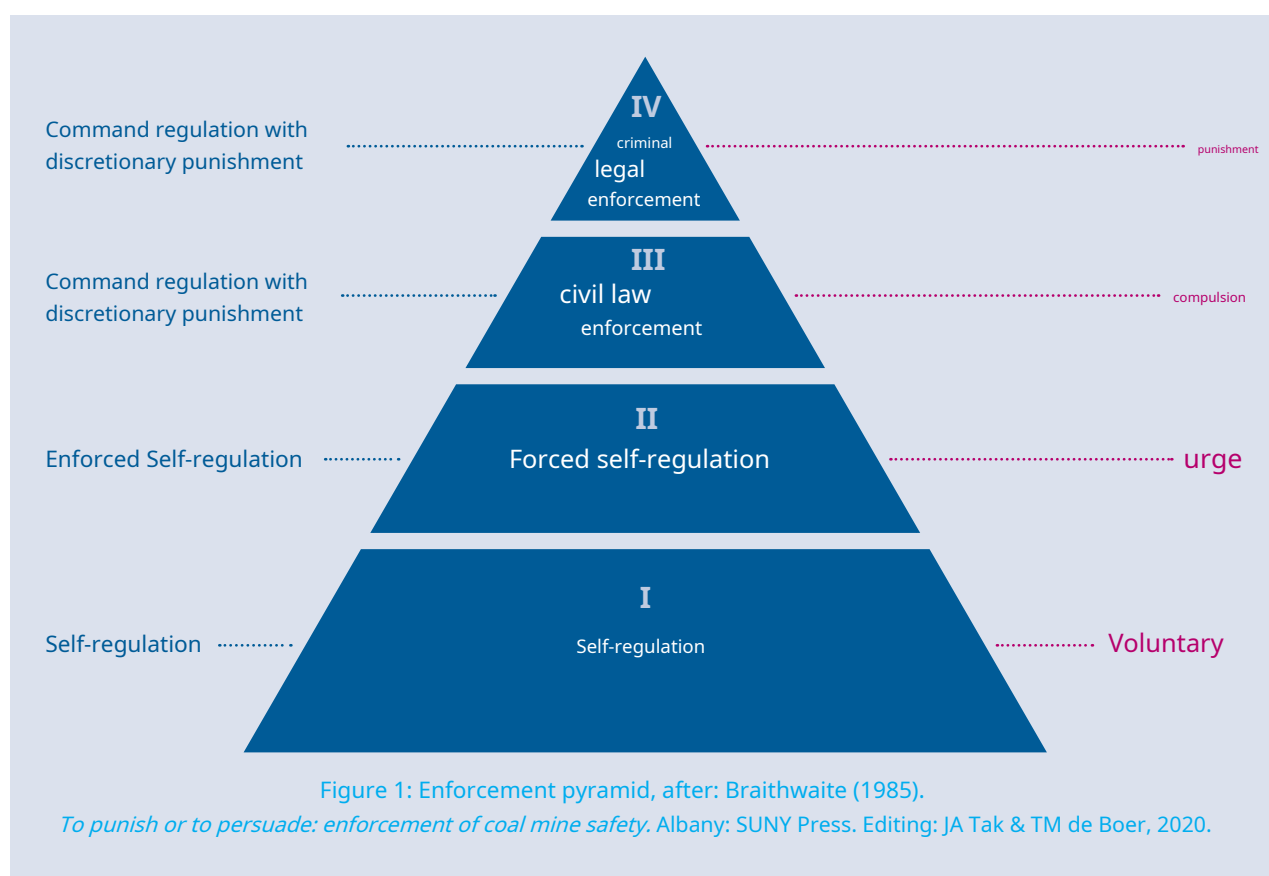 IV
Command regulation with
discretionary punishment
criminal
legal
enforcement
punishment
III
Command regulation with
discretionary punishment
civil law
enforcement
compulsion
II
Enforced Self-regulation
Forced self-regulation
urge
I
Self-regulation
Self-regulation
Voluntary
Figure 1: Enforcement pyramid, after: Braithwaite (1985).
To punish or to persuade: enforcement of coal mine safety. Albany: SUNY Press. Editing: JA Tak & TM de Boer, 2020.